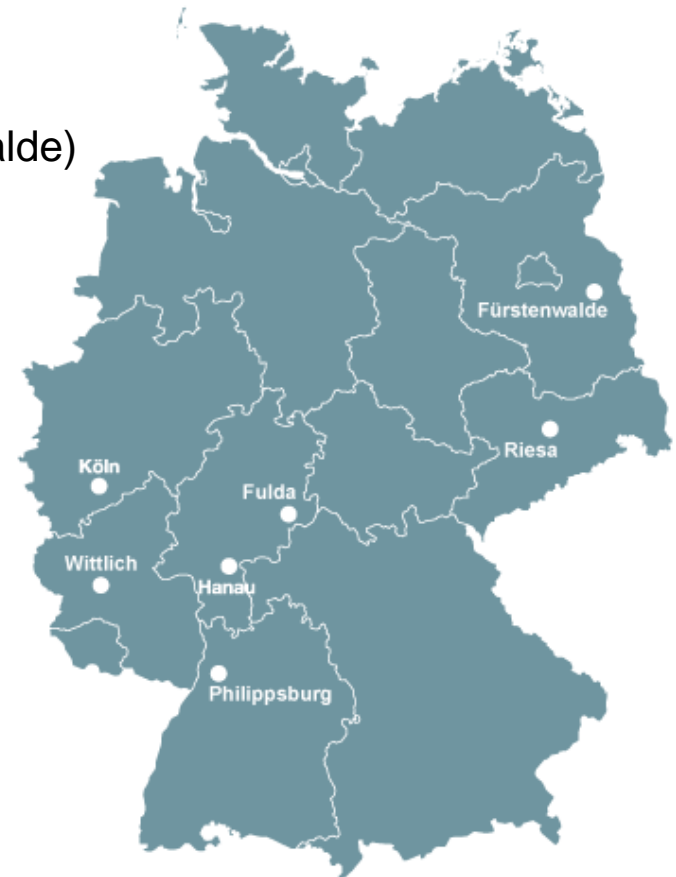 alde)
Fürstenwalde
Riesa
Köln
Fulda
Wittlich
Hanau
Philippsburg